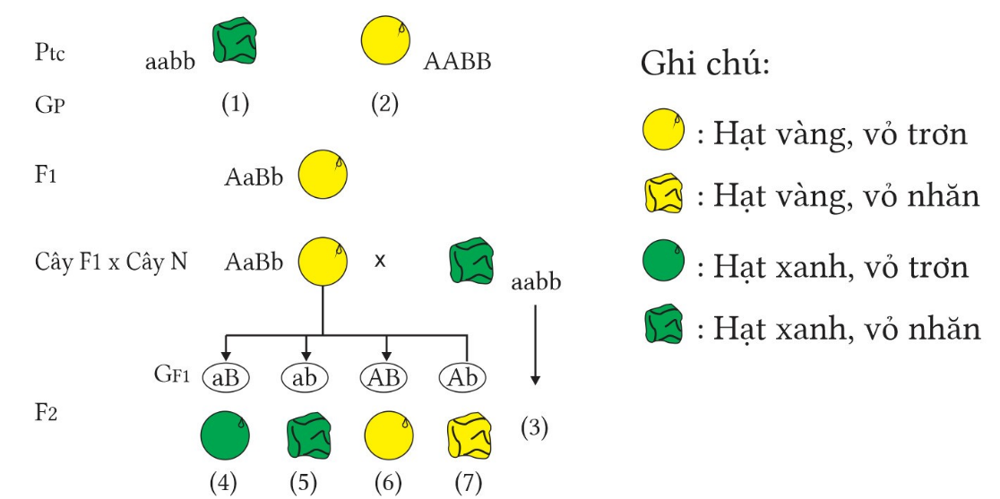 Ptc aabb AABB
GP (1) (2)
F1 AaBb
Cây F1 x Cây N AaBb x aabb
GF1 aB ab AB Ab
F2 (3)
(4) (5) (6) (7)
Ghi chú:
: Hạt vàng, vỏ trơn
: Hạt vàng, vỏ nhăn
: Hạt xanh, vỏ trơn
: Hạt xanh, vỏ nhăn